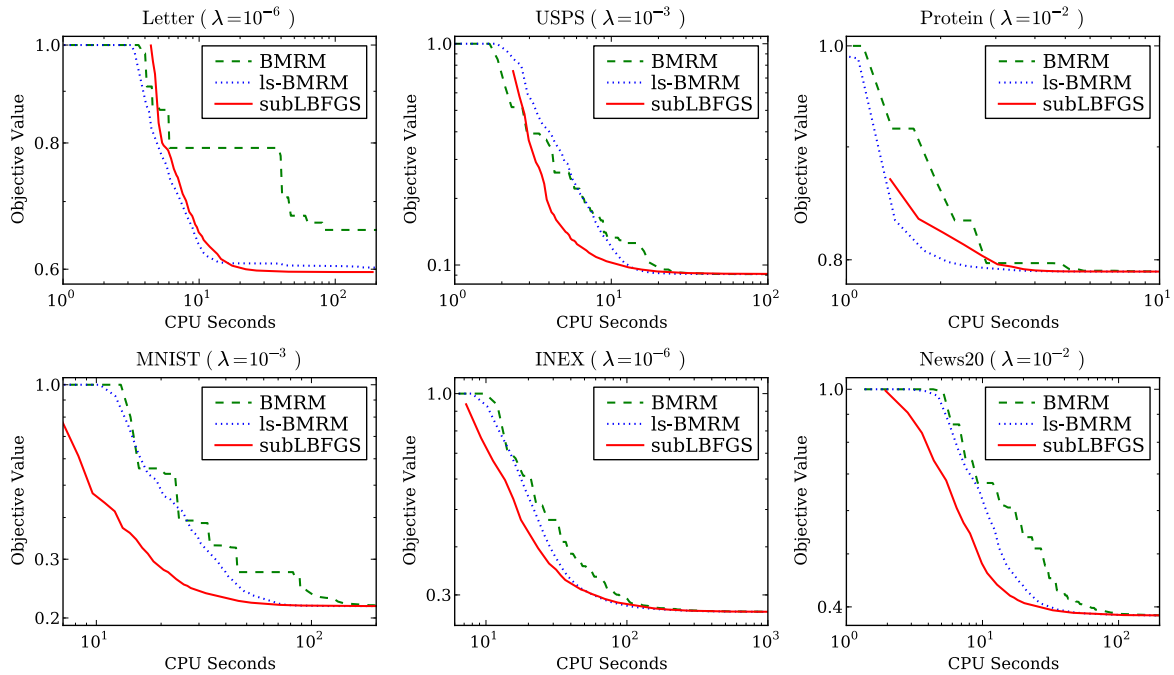 Letter ( λ=10⁻⁶ )
1.0
0.8
0.6
Objective Value
BMRM
ls-BMRM
subLBFGS
10⁰ 10¹ 10²
CPU Seconds
USPS ( λ=10⁻³ )
1.0
0.1
Objective Value
BMRM
ls-BMRM
subLBFGS
10⁰ 10¹ 10²
CPU Seconds
Protein ( λ=10⁻² )
1.0
0.8
Objective Value
BMRM
ls-BMRM
subLBFGS
10⁰ 10¹
CPU Seconds
MNIST ( λ=10⁻³ )
1.0
0.3
0.2
Objective Value
BMRM
ls-BMRM
subLBFGS
10¹ 10²
CPU Seconds
INEX ( λ=10⁻⁶ )
1.0
0.3
Objective Value
BMRM
ls-BMRM
subLBFGS
10¹ 10² 10³
CPU Seconds
News20 ( λ=10⁻² )
1.0
0.4
Objective Value
BMRM
ls-BMRM
subLBFGS
10⁰ 10¹ 10²
CPU Seconds